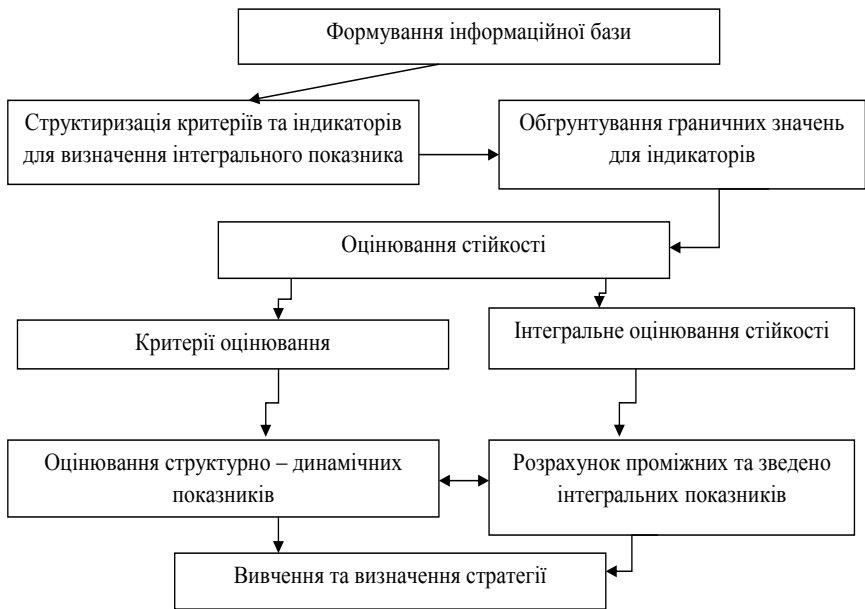 Формування інформаційної бази
Структиризація критеріїв та індикаторів
для визначення інтегрального показника
Обгрунтування граничних значень
для індикаторів
Оцінювання стійкості
Критерії оцінювання
Інтегральне оцінювання стійкості
Оцінювання структурно – динамічних
показників
Розрахунок проміжних та зведено
інтегральних показників
Вивчення та визначення стратегії